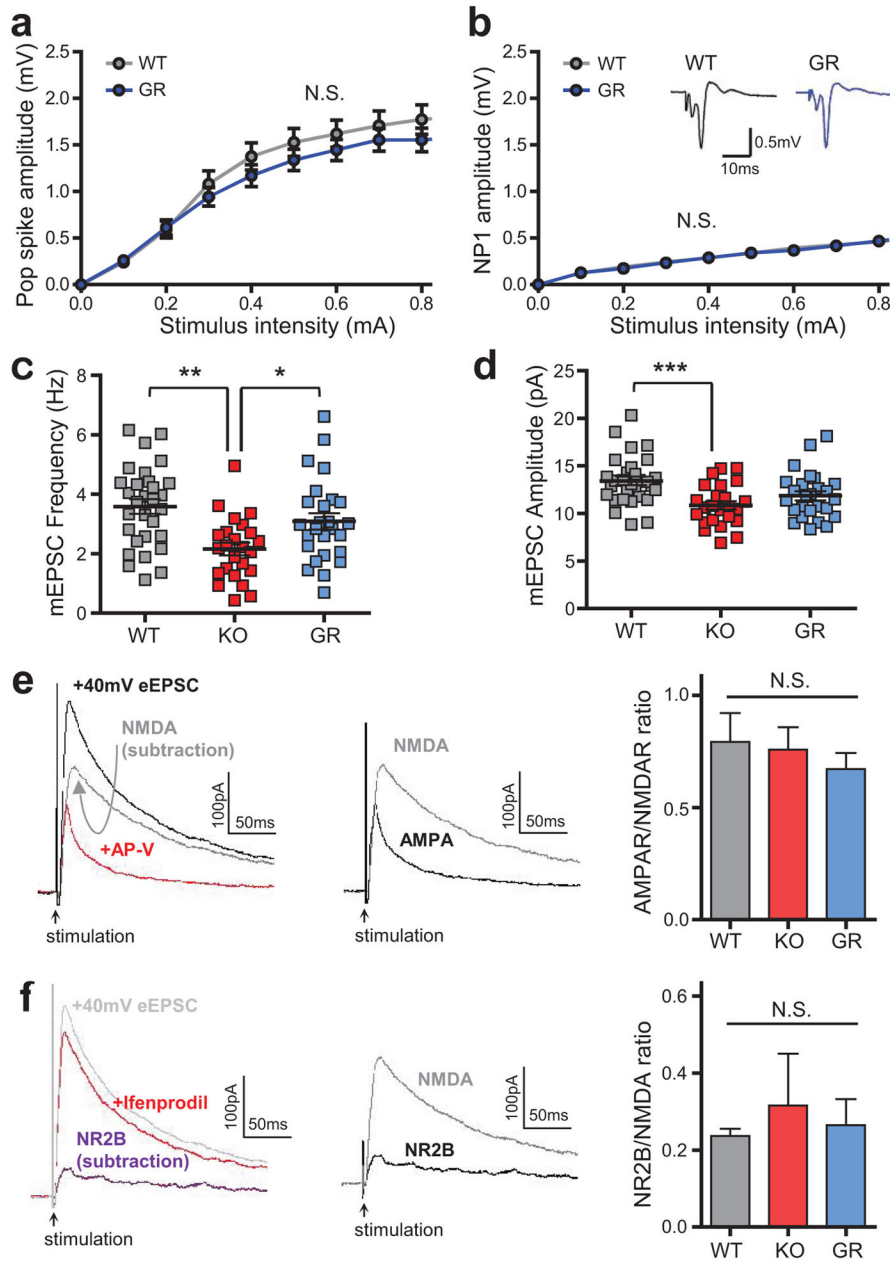 a
Pop spike amplitude (mV)
2.5
2.0
1.5
1.0
0.5
0.0
WT
GR
N.S.
0.0 0.2 0.4 0.6 0.8
Stimulus intensity (mA)
b
NP1 amplitude (mV)
2.5
2.0
1.5
1.0
0.5
0.0
WT
GR
WT GR
0.5mV
10ms
N.S.
0.0 0.2 0.4 0.6 0.8
Stimulus intensity (mA)
c
mEPSC Frequency (Hz)
8
6
4
2
0
** *
WT KO GR
d
mEPSC Amplitude (pA)
25
20
15
10
5
0
***
WT KO GR
e
+40mV eEPSC
NMDA
(subtraction)
+AP-V
100pA
50ms
stimulation
NMDA
AMPA
100pA
50ms
stimulation
AMPAR/NMDAR ratio
1.0
0.5
0.0
N.S.
WT KO GR
f
+40mV eEPSC
+Ifenprodil
NR2B
(subtraction)
100pA
50ms
stimulation
NMDA
NR2B
100pA
50ms
stimulation
NR2B/NMDA ratio
0.6
0.4
0.2
0.0
N.S.
WT KO GR